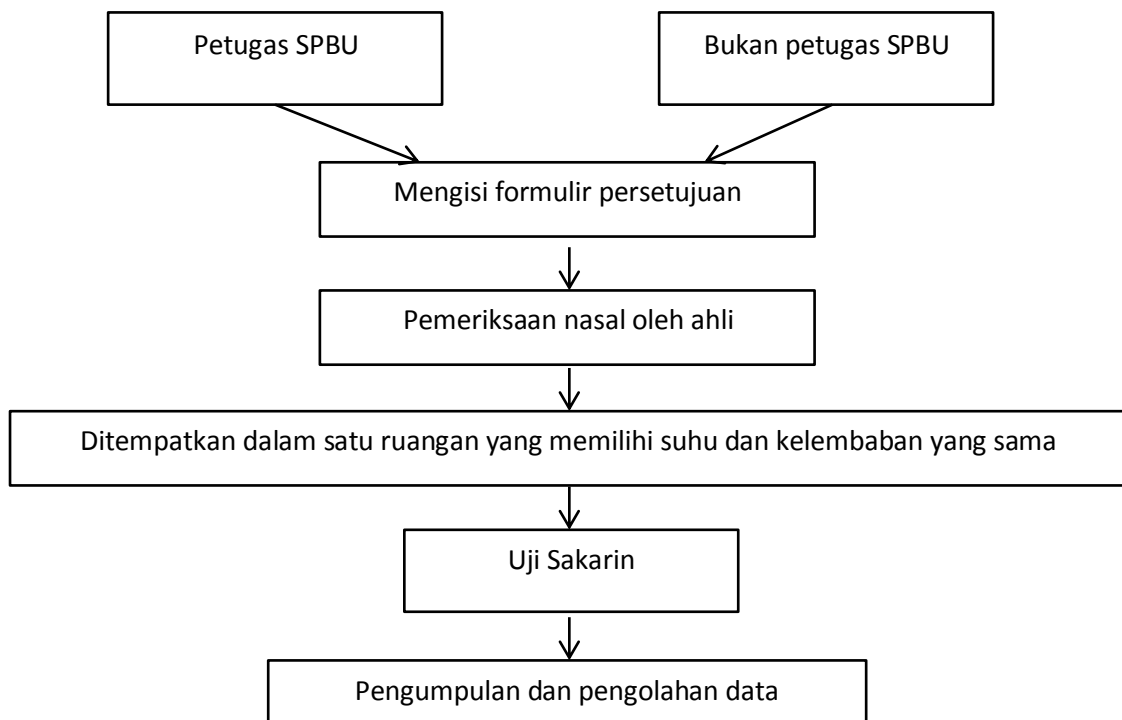 Petugas SPBU
Bukan petugas SPBU
Mengisi formulir persetujuan
Pemeriksaan nasal oleh ahli
Ditempatkan dalam satu ruangan yang memilihi suhu dan kelembaban yang sama
Uji Sakarin
Pengumpulan dan pengolahan data